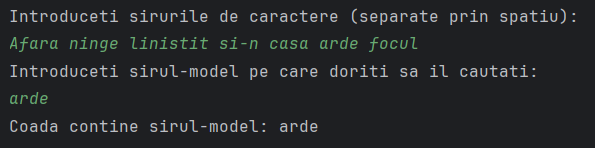 Introduceti sirurile de caractere (separate prin spatiu):
Afara ninge linistit si-n casa arde focul
Introduceti sirul-model pe care doriti sa il cautati:
arde
Coada contine sirul-model: arde